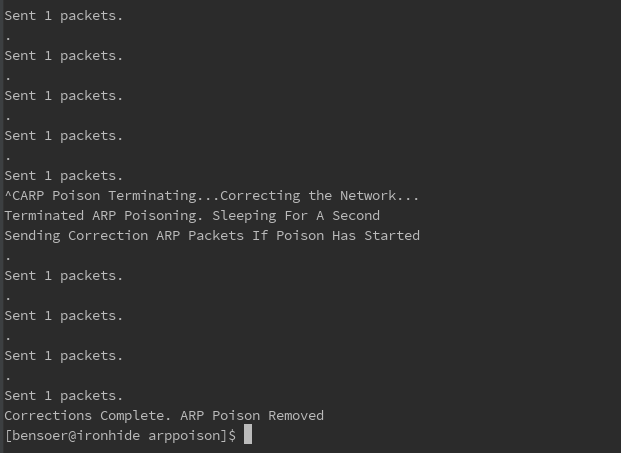 Sent 1 packets.
.
Sent 1 packets.
.
Sent 1 packets.
.
Sent 1 packets.
.
Sent 1 packets.
^CARP Poison Terminating...Correcting the Network...
Terminated ARP Poisoning. Sleeping For A Second
Sending Correction ARP Packets If Poison Has Started
.
Sent 1 packets.
.
Sent 1 packets.
.
Sent 1 packets.
.
Sent 1 packets.
Corrections Complete. ARP Poison Removed
[bensoer@ironhide arppoison]$